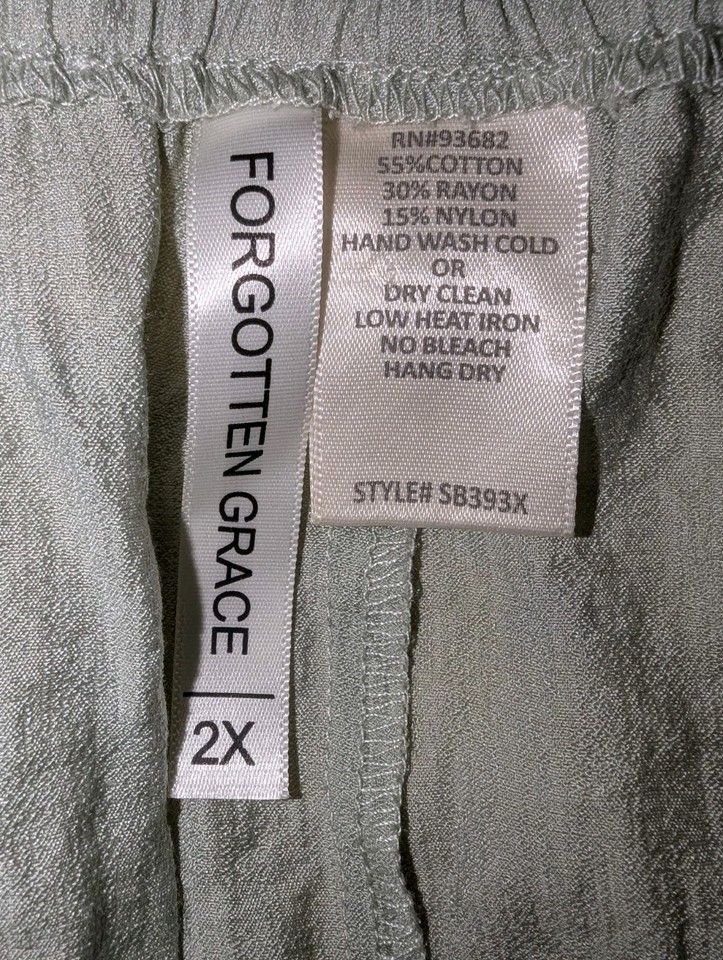 FORGOTTEN GRACE
2X
RN#93682
55%COTTON
30% RAYON
15% NYLON
HAND WASH COLD
OR
DRY CLEAN
LOW HEAT IRON
NO BLEACH
HANG DRY
STYLE# SB393X